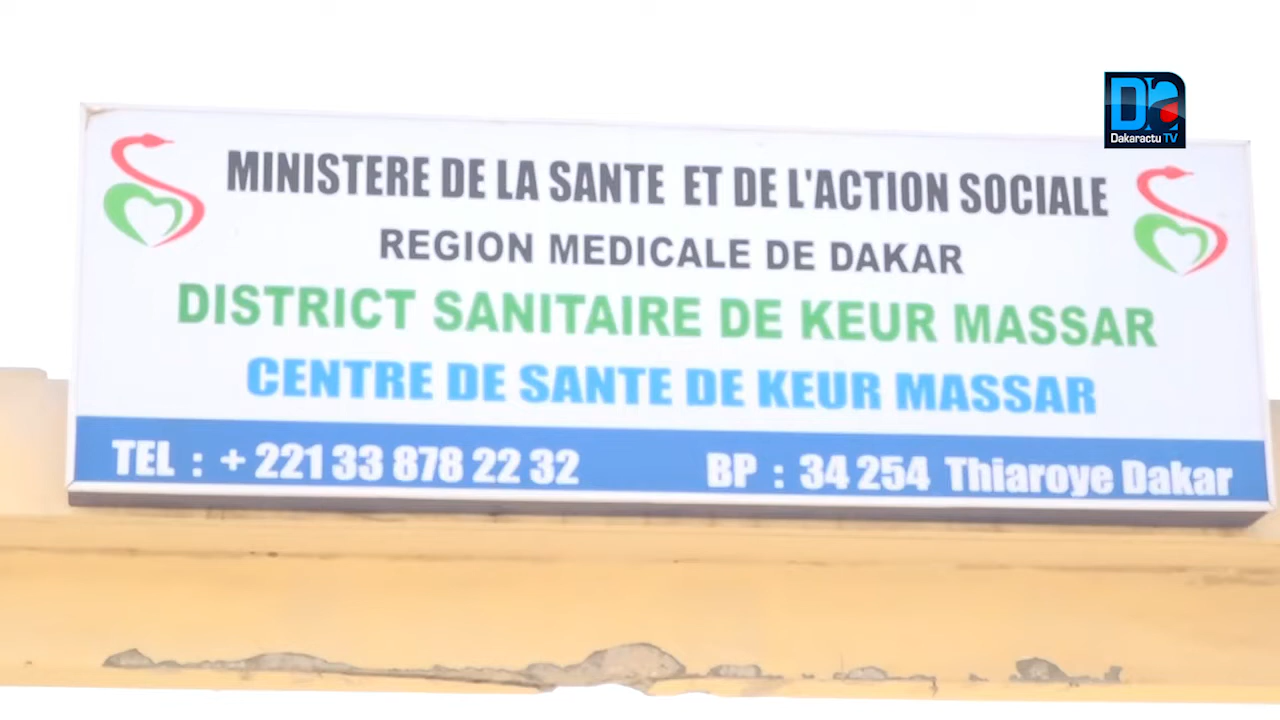 Dakaractu TV
MINISTERE DE LA SANTE ET DE L'ACTION SOCIALE
REGION MEDICALE DE DAKAR
DISTRICT SANITAIRE DE KEUR MASSAR
CENTRE DE SANTE DE KEUR MASSAR
TEL : + 221 33 878 22 32 BP : 34 254 Thiaroye Dakar